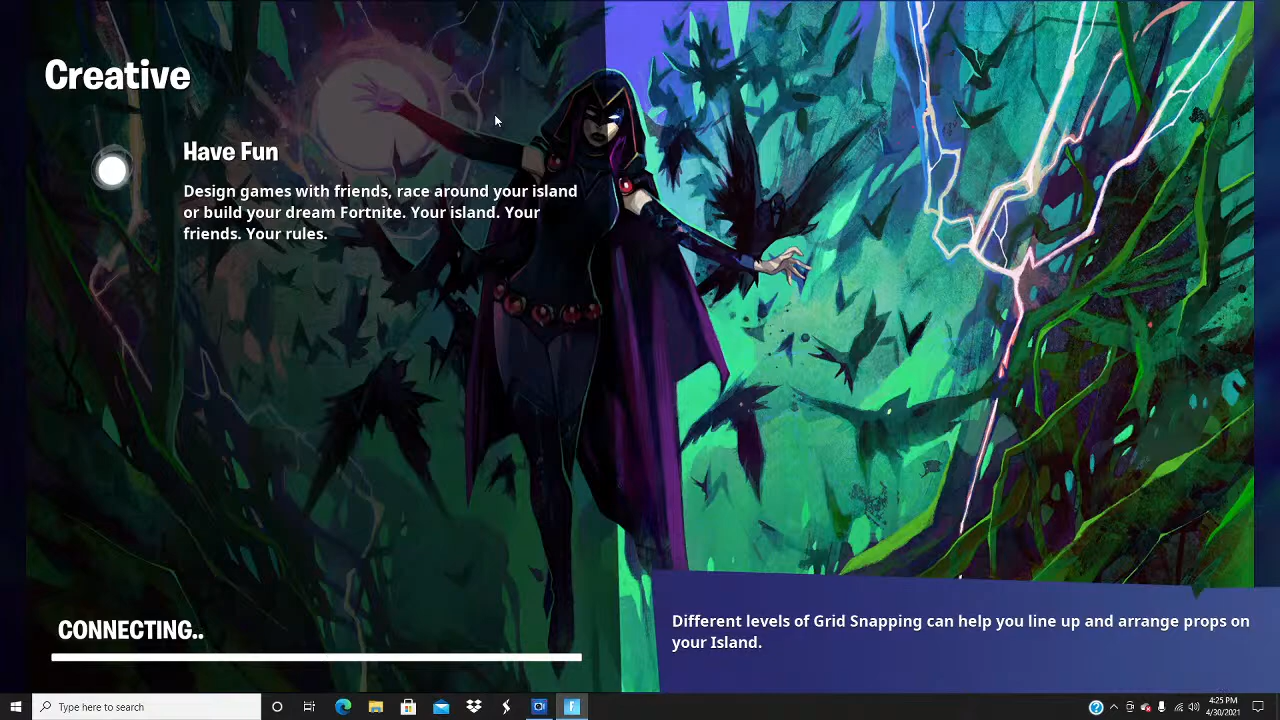 Creative
Have Fun
Design games with friends, race around your island
or build your dream Fortnite. Your island. Your
friends. Your rules.
CONNECTING..
Different levels of Grid Snapping can help you line up and arrange props on
your Island.
Type here to search
4:25 PM
4/30/2021